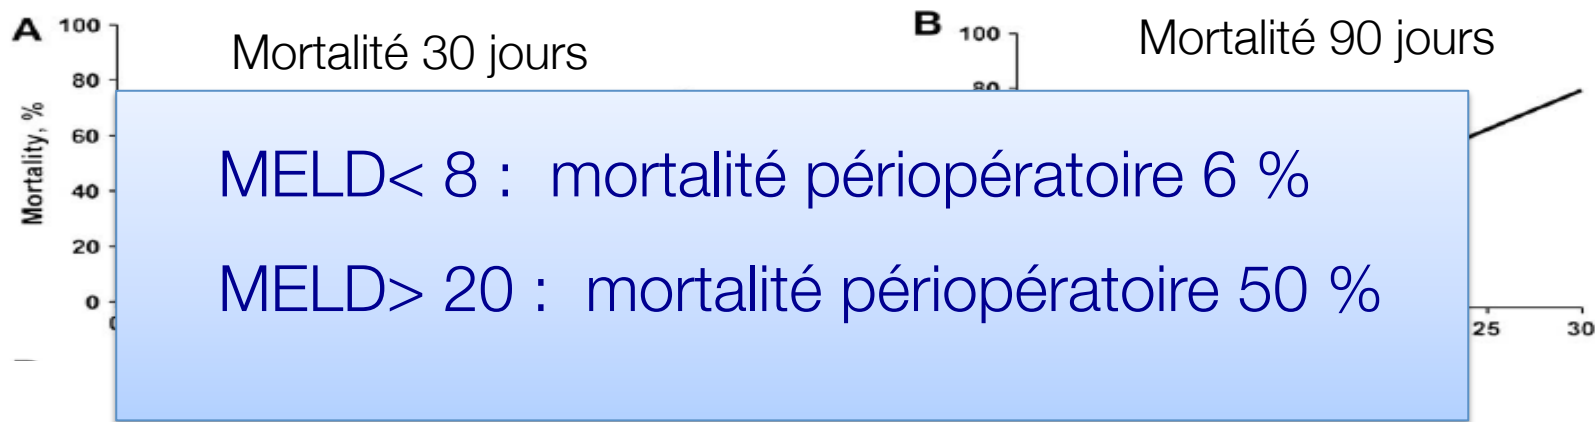 A
100
Mortalité 30 jours
80
60
40
20
0
Mortality, %
B
100
Mortalité 90 jours
80
25
30
MELD< 8 : mortalité périopératoire 6 %
MELD> 20 : mortalité périopératoire 50 %